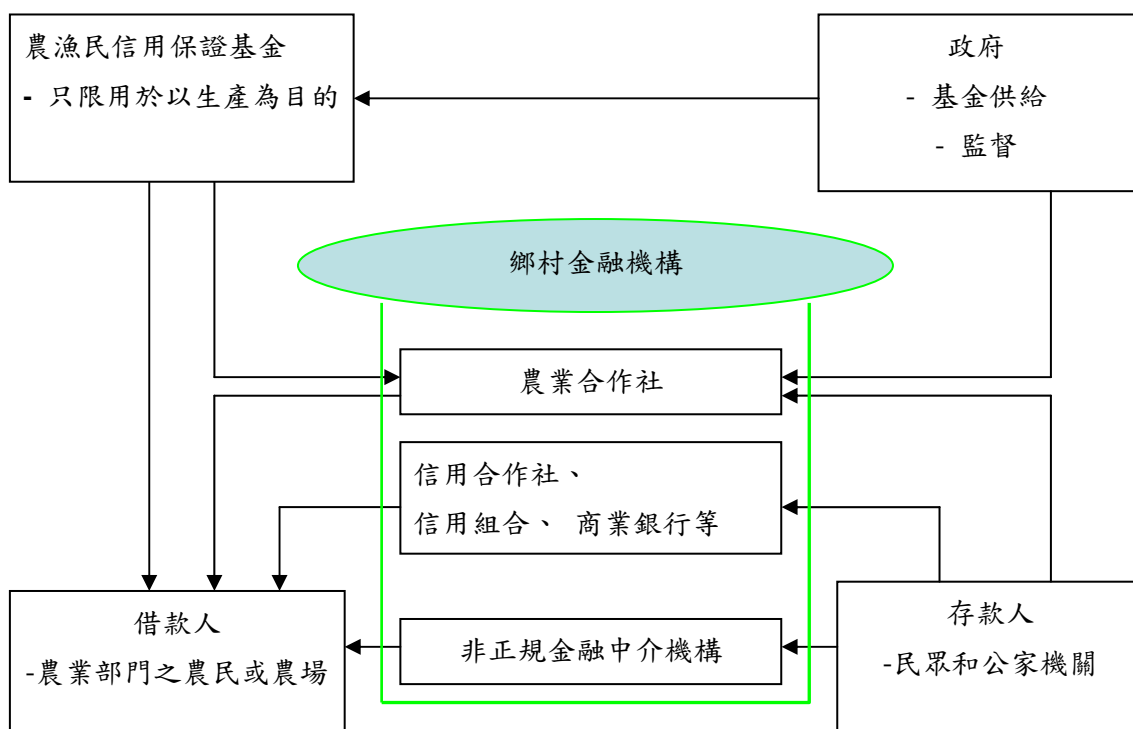 農漁民信用保證基金
- 只限用於以生產為目的
政府
- 基金供給
- 監督
鄉村金融機構
農業合作社
信用合作社、
信用組合、 商業銀行等
非正規金融中介機構
借款人
-農業部門之農民或農場
存款人
-民眾和公家機關